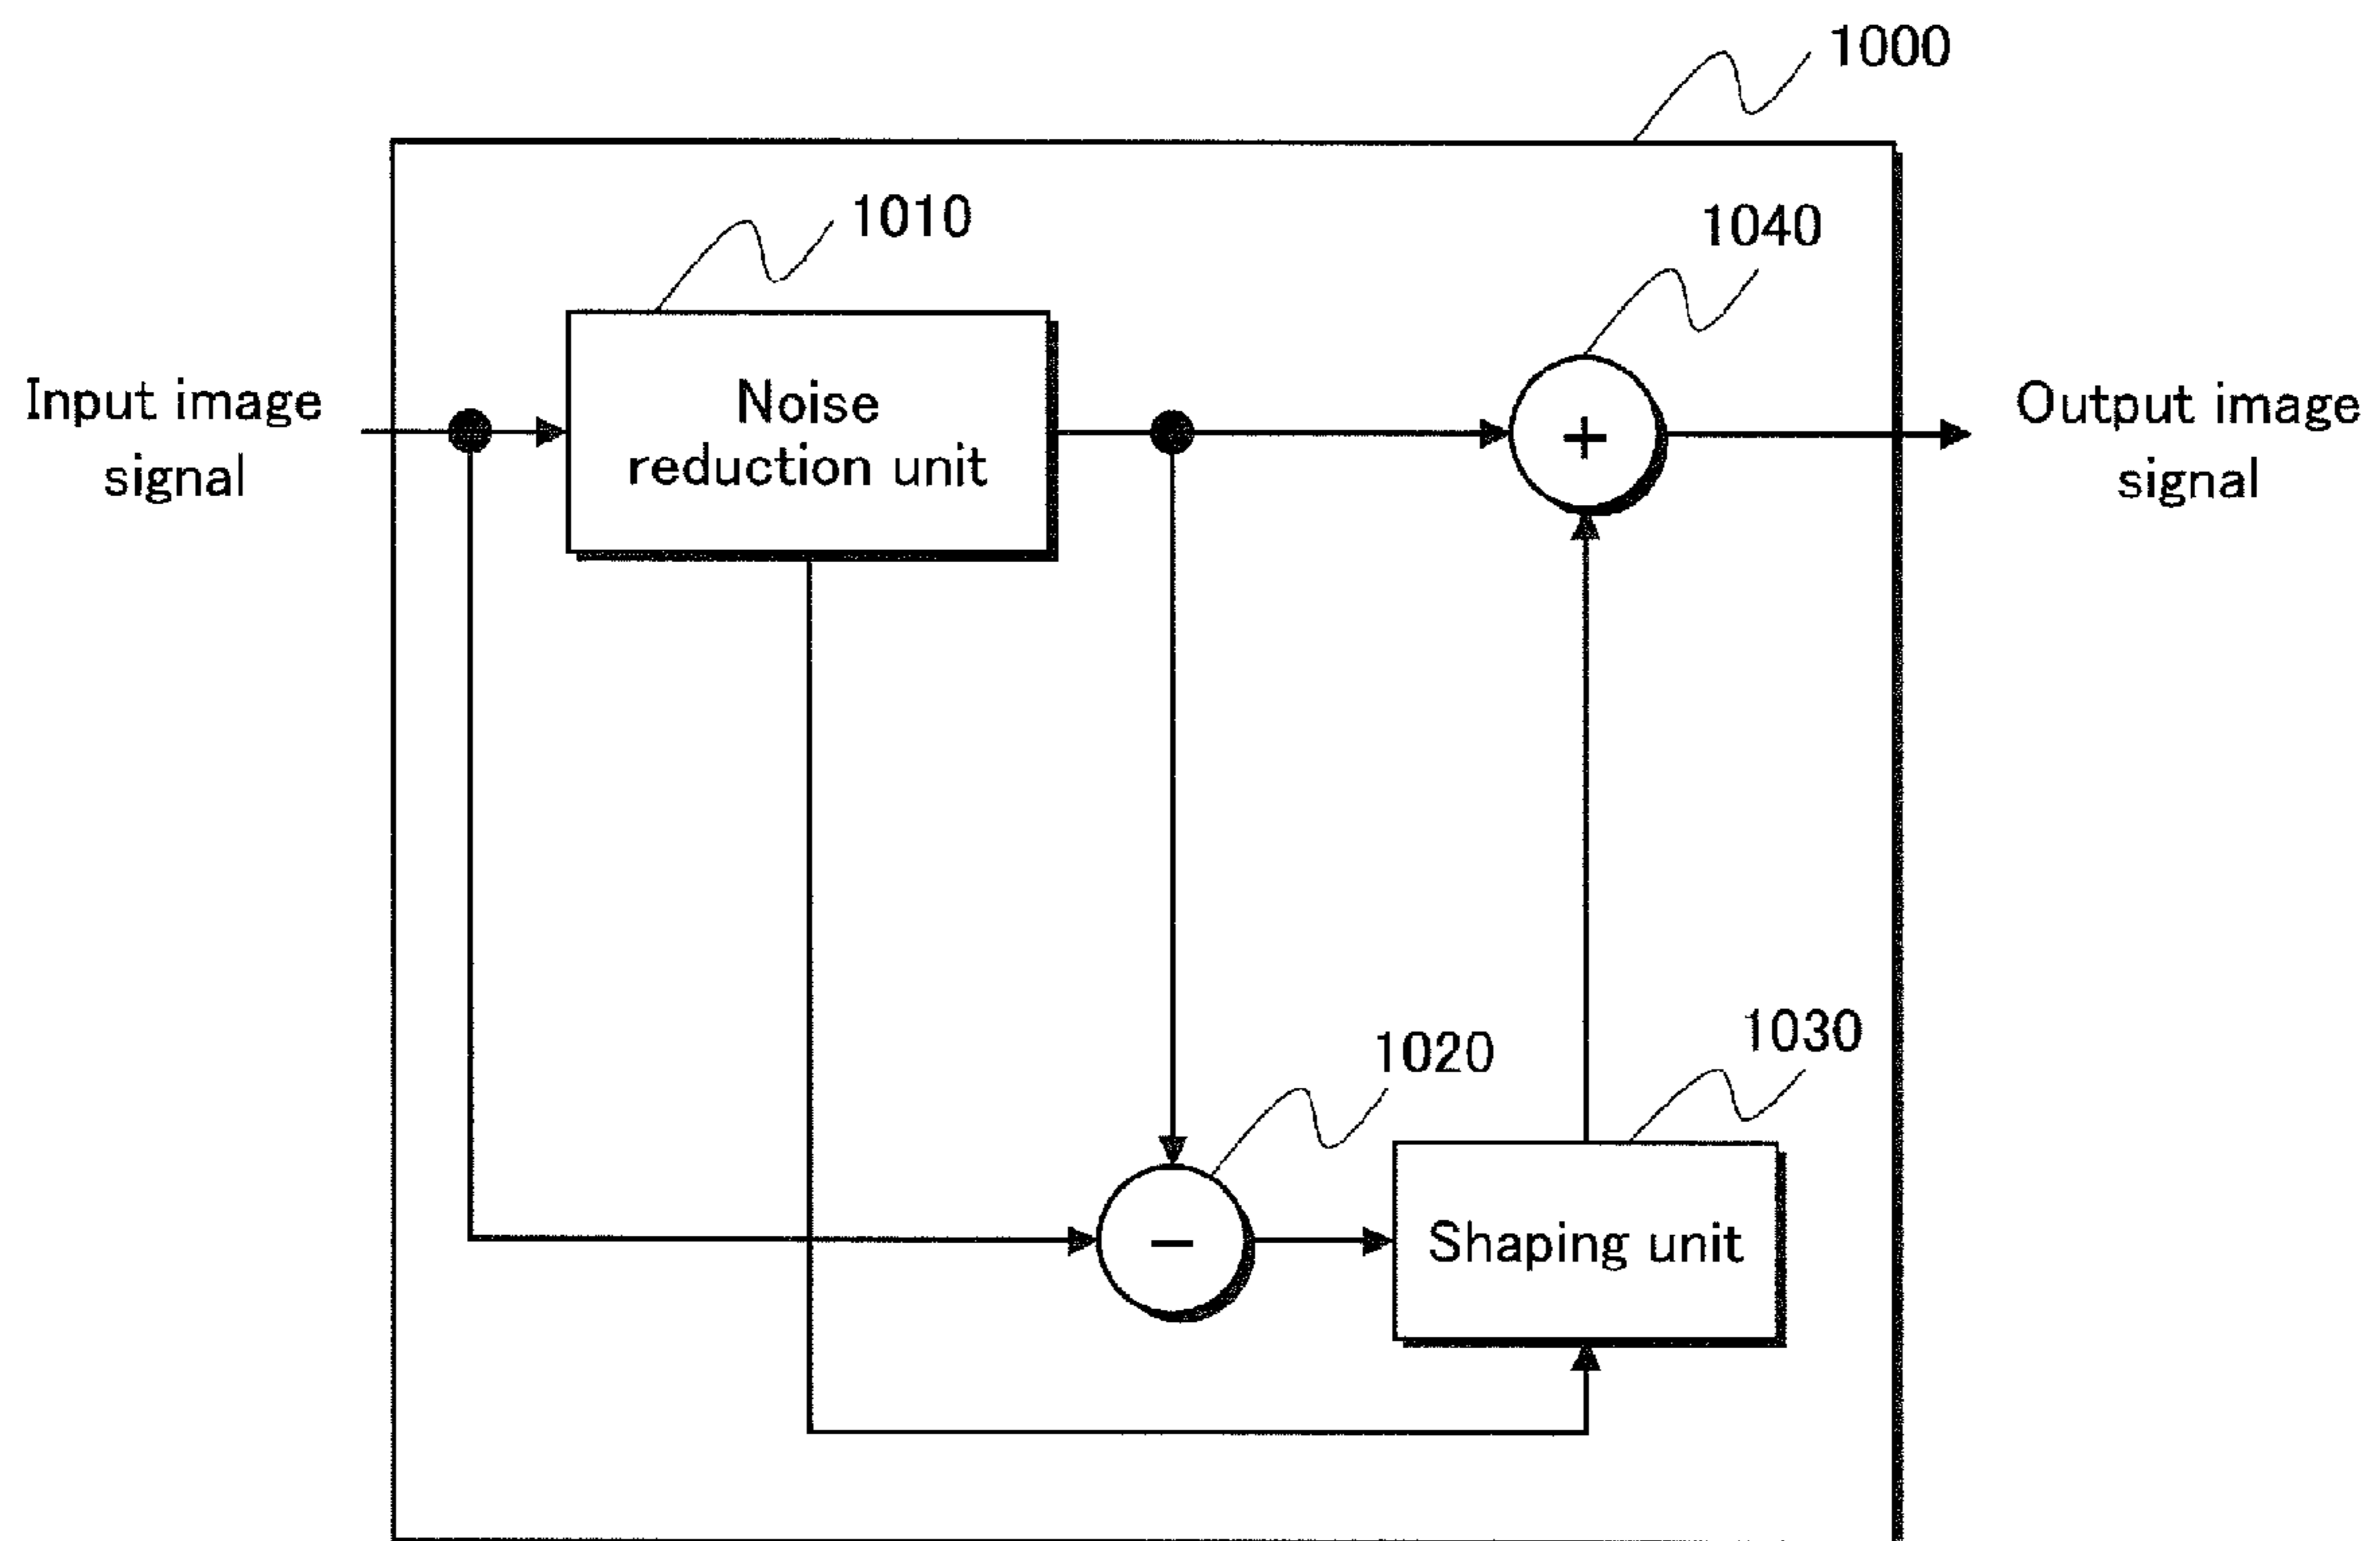 1000
1010
1040
Input image
signal
Noise
reduction unit
+
Output image
signal
1020
1030
−
Shaping unit